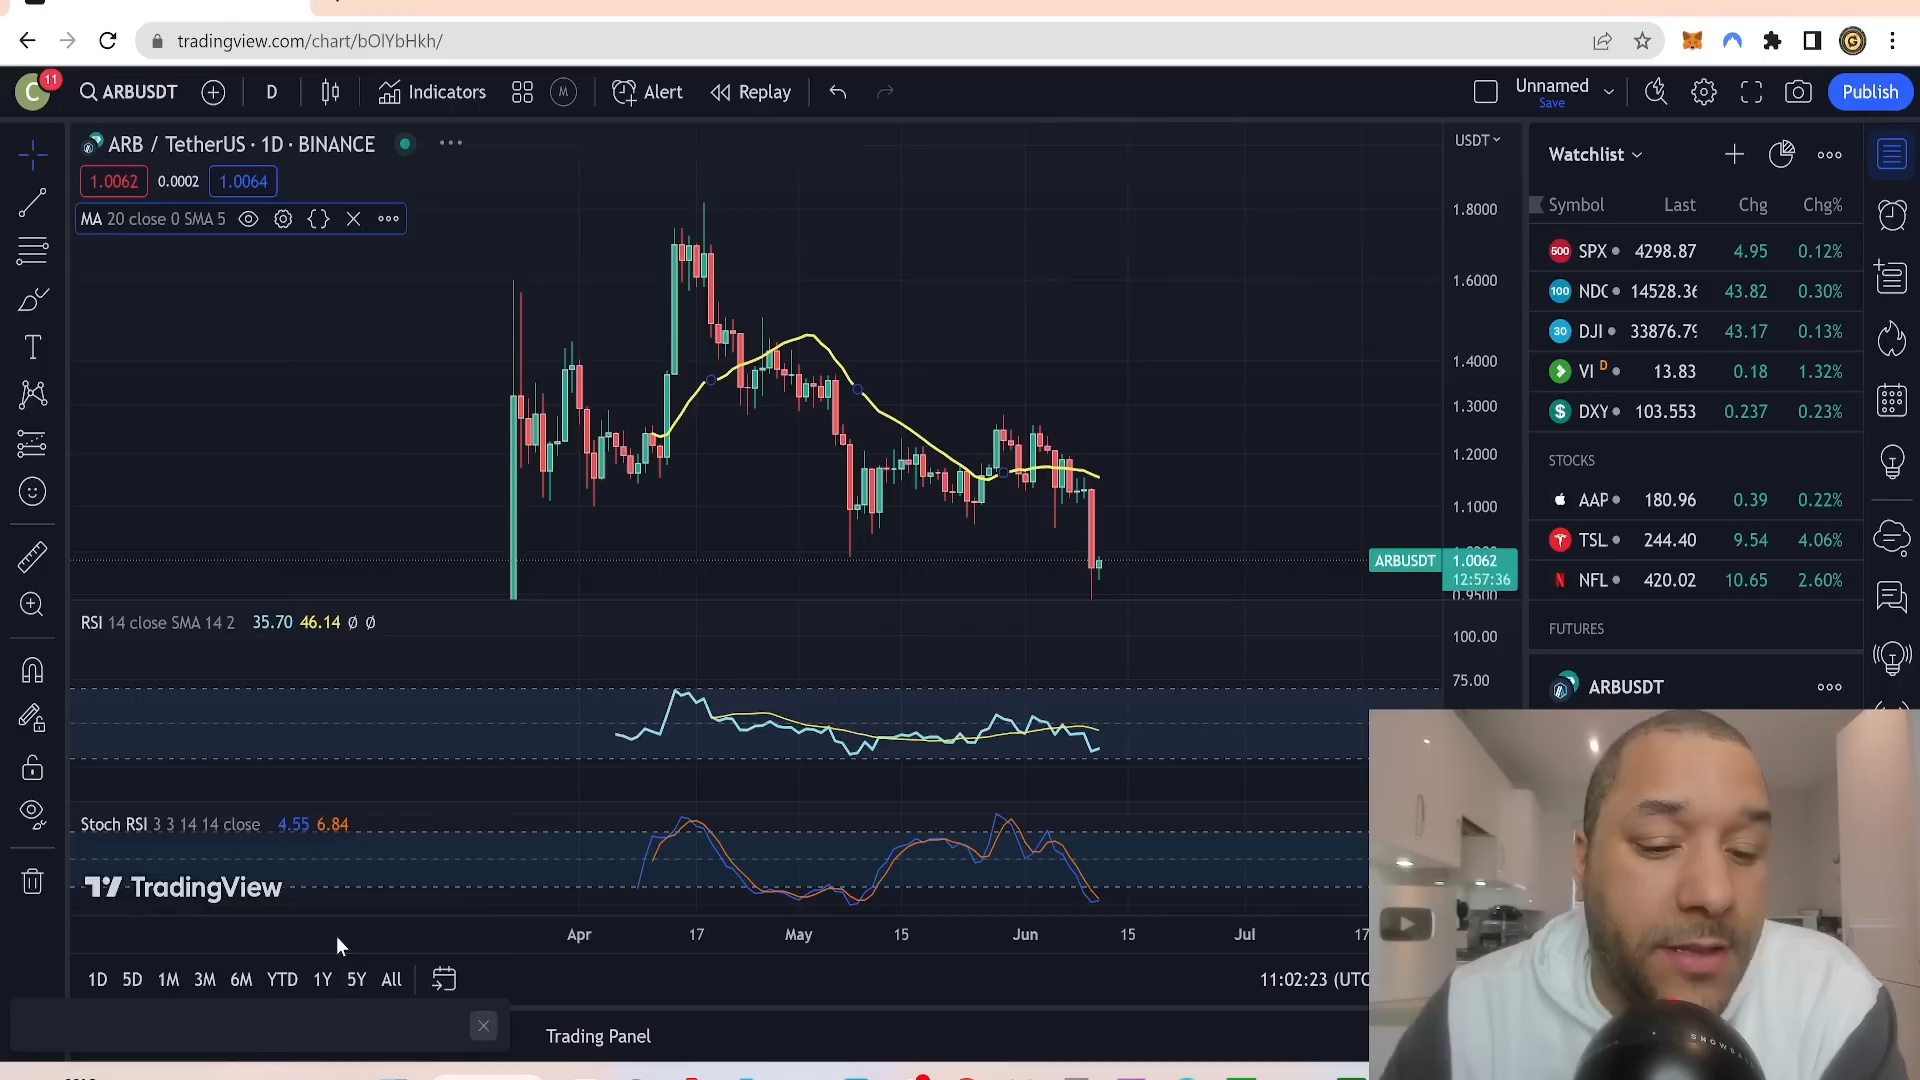 tradingview.com/chart/bOlYbHkh/
C 11 ARBUSDT D Indicators M Alert Replay Unnamed Save Publish
ARB / TetherUS · 1D · BINANCE
USDT
Watchlist
1.0062 0.0002 1.0064
MA 20 close 0 SMA 5
Symbol Last Chg Chg%
1.8000
500 SPX 4298.87 4.95 0.12%
1.6000
100 14528.36 43.82 0.30%
30 DJI 33876.79 43.17 0.13%
1.4000
VI D 13.83 0.18 1.32%
1.3000
DXY 103.553 0.237 0.23%
1.2000
STOCKS
1.1000
AAP 180.96 0.39 0.22%
TSL 244.40 9.54 4.06%
ARBUSDT 1.0062
12:57:36
0.9500
NFL 420.02 10.65 2.60%
RSI 14 close SMA 14 2 35.70 46.14 Ø Ø
FUTURES
100.00
75.00
ARBUSDT
Stoch RSI 3 3 14 14 close 4.55 6.84
TradingView
Apr 17 May 15 Jun 15 Jul 17
1D 5D 1M 3M 6M YTD 1Y 5Y All
11:02:23 (UTC
Trading Panel